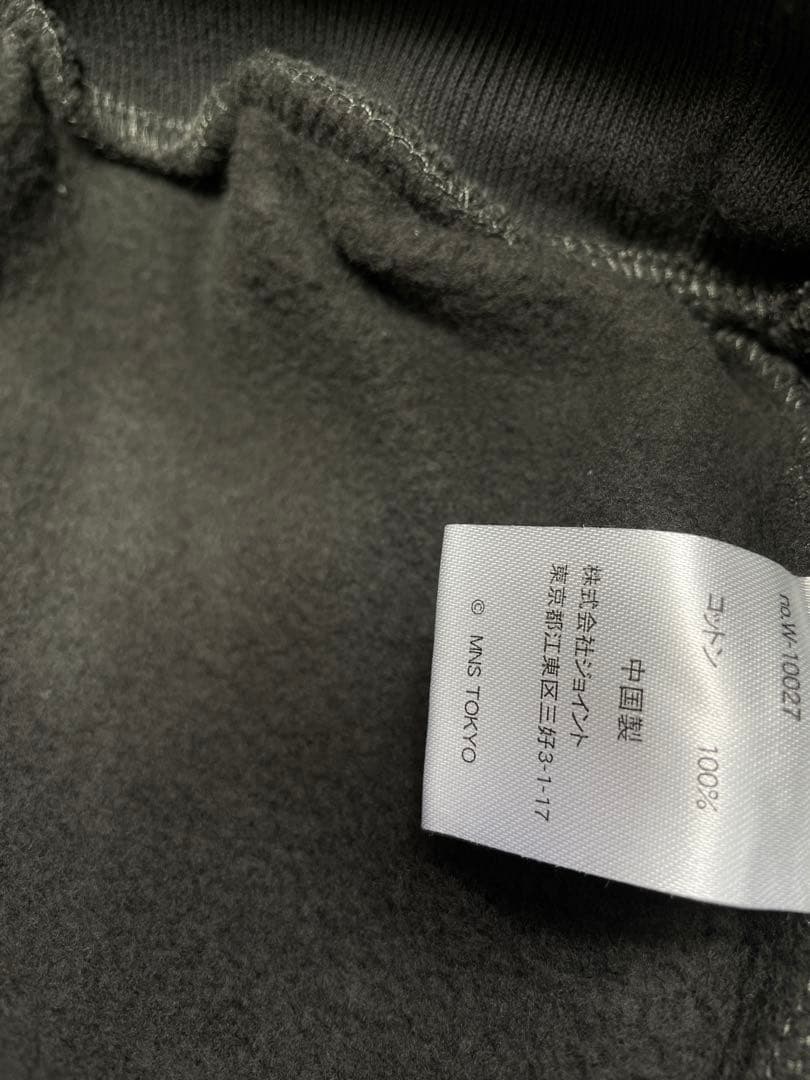 no.W-10027
コットン 100%
中国製
株式会社ジョイント
東京都江東区三好3-1-17
© MNS TOKYO